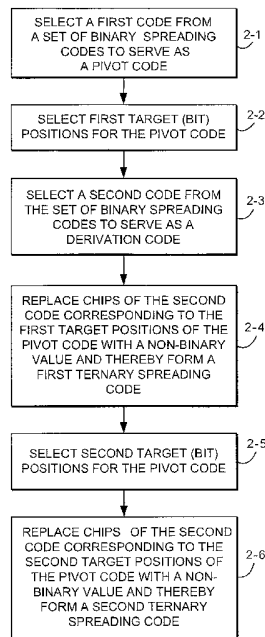 SELECT A FIRST CODE FROM
A SET OF BINARY SPREADING
CODES TO SERVE AS
A PIVOT CODE
2-1
SELECT FIRST TARGET (BIT)
POSITIONS FOR THE PIVOT CODE
2-2
SELECT A SECOND CODE FROM
THE SET OF BINARY SPREADING
CODES TO SERVE AS A
DERIVATION CODE
2-3
REPLACE CHIPS OF THE SECOND
CODE CORRESPONDING TO THE
FIRST TARGET POSITIONS OF THE
PIVOT CODE WITH A NON-BINARY
VALUE AND THEREBY FORM A
FIRST TERNARY SPREADING
CODE
2-4
SELECT SECOND TARGET (BIT)
POSITIONS FOR THE PIVOT CODE
2-5
REPLACE CHIPS OF THE SECOND
CODE CORRESPONDING TO THE
SECOND TARGET POSITIONS OF
THE PIVOT CODE WITH A NON-
BINARY VALUE AND THEREBY
FORM A SECOND TERNARY
SPREADING CODE
2-6